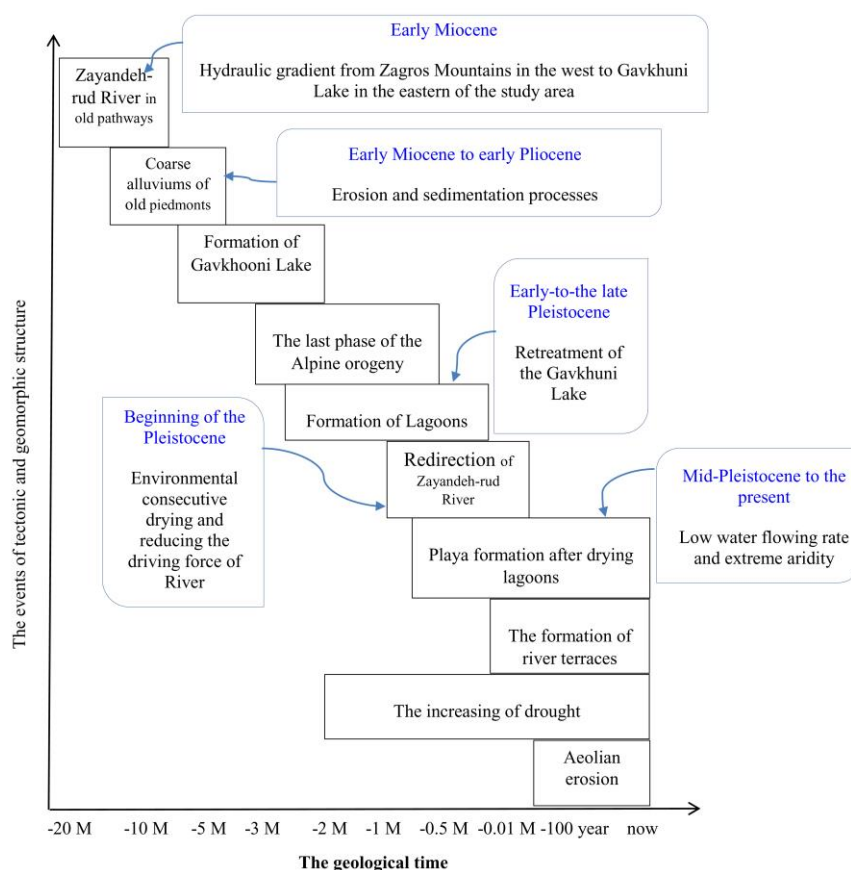 Early Miocene
Hydraulic gradient from Zagros Mountains in the west to Gavkhuni
Lake in the eastern of the study area
Zayandeh-
rud River in
old pathways
Early Miocene to early Pliocene
Erosion and sedimentation processes
Coarse
alluviums of
old piedmonts
Formation of
Gavkhooni Lake
Early-to-the late
Pleistocene
Retreatment of
the Gavkhuni
Lake
The last phase of the
Alpine orogeny
Formation of Lagoons
Beginning of the
Pleistocene
Environmental
consecutive
drying and
reducing the
driving force of
River
Redirection of
Zayandeh-rud
River
Mid-Pleistocene to the
present
Low water flowing rate
and extreme aridity
Playa formation after drying
lagoons
The formation of
river terraces
The increasing of drought
Aeolian
erosion
The events of tectonic and geomorphic structure
-20 M -10 M -5 M -3 M -2 M -1 M -0.5 M -0.01 M -100 year now
The geological time